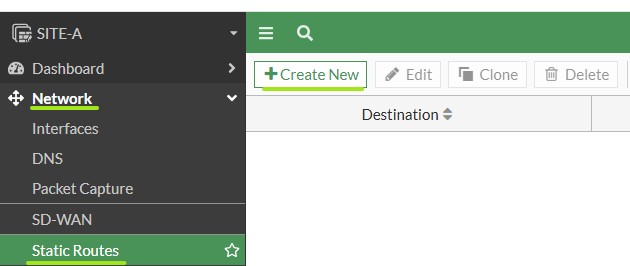 SITE-A
Dashboard
Network
Interfaces
DNS
Packet Capture
SD-WAN
Static Routes
Create New Edit Clone Delete
Destination